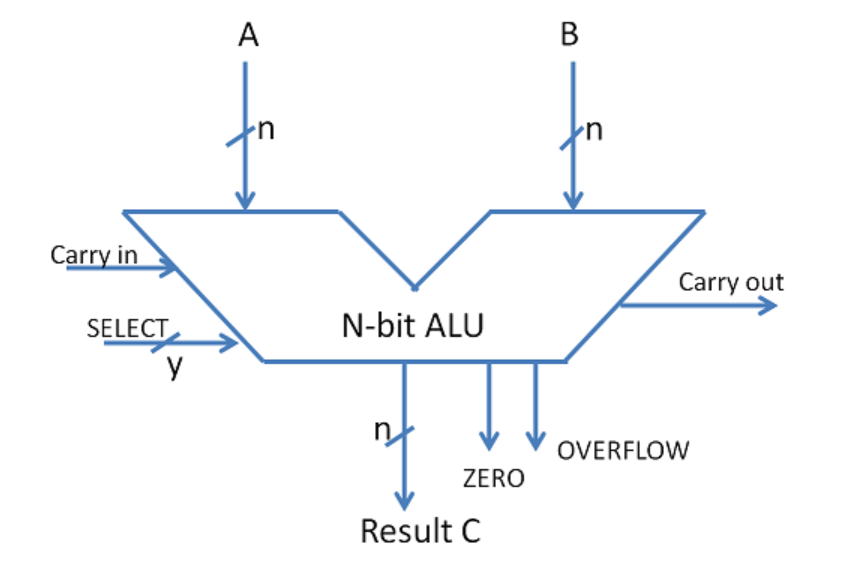 A
B
n
n
Carry in
Carry out
SELECT
y
N-bit ALU
n
OVERFLOW
ZERO
Result C